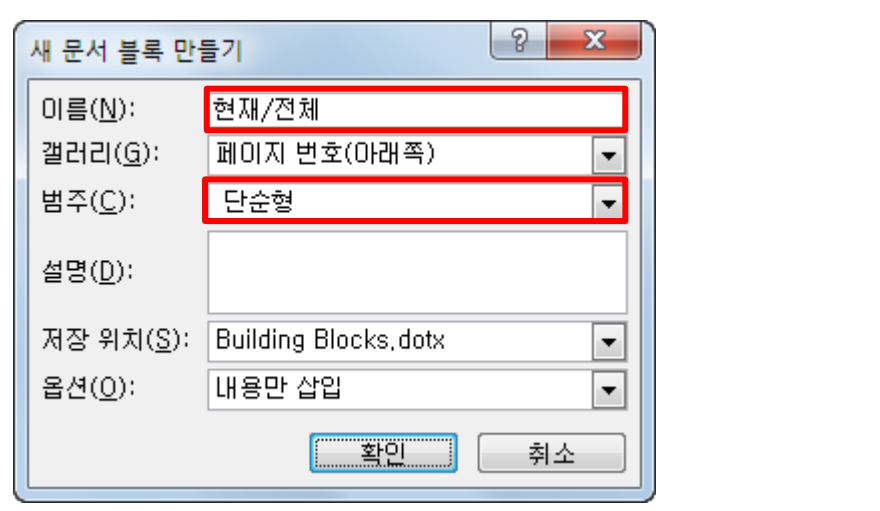 새 문서 블록 만들기
이름(N): 현재/전체
갤러리(G): 페이지 번호(아래쪽)
범주(C): 단순형
설명(D):
저장 위치(S): Building Blocks.dotx
옵션(O): 내용만 삽입
확인 취소